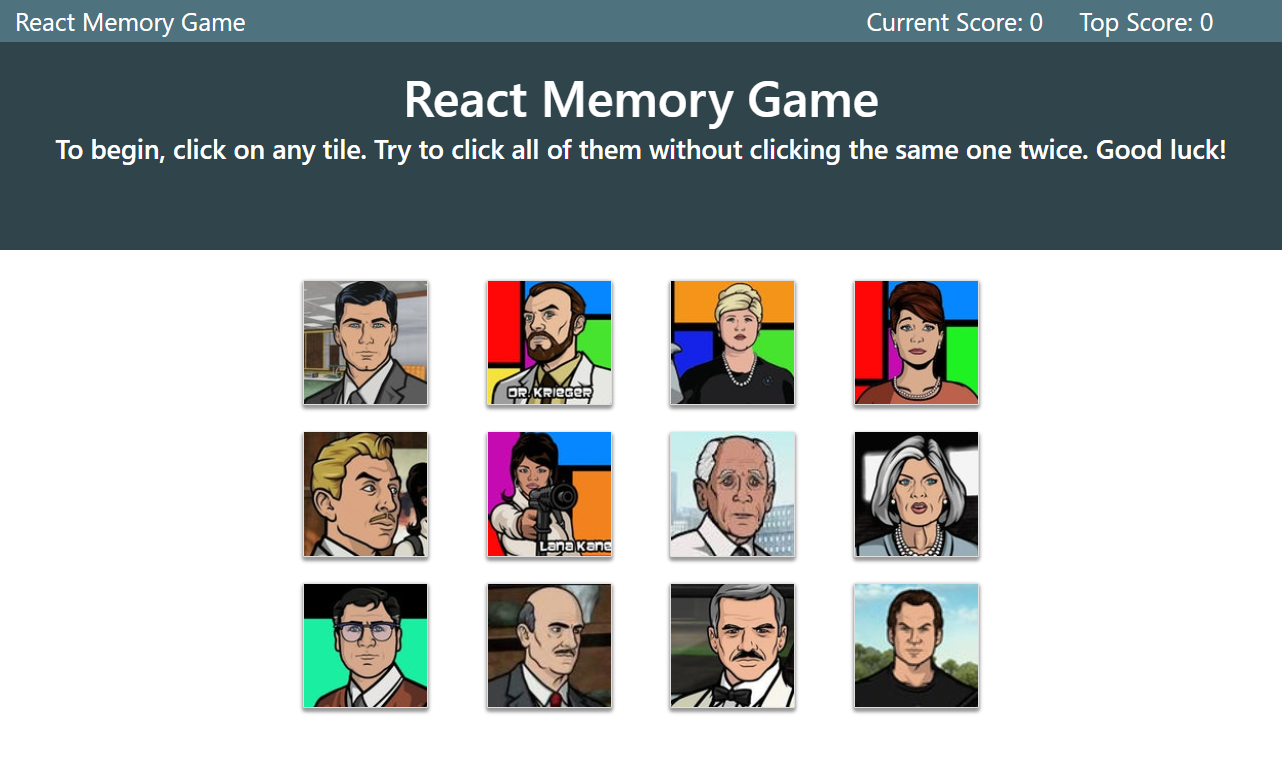 React Memory Game
Current Score: 0
Top Score: 0
React Memory Game
To begin, click on any tile. Try to click all of them without clicking the same one twice. Good luck!
DR. KRIEGER
Lana Kane